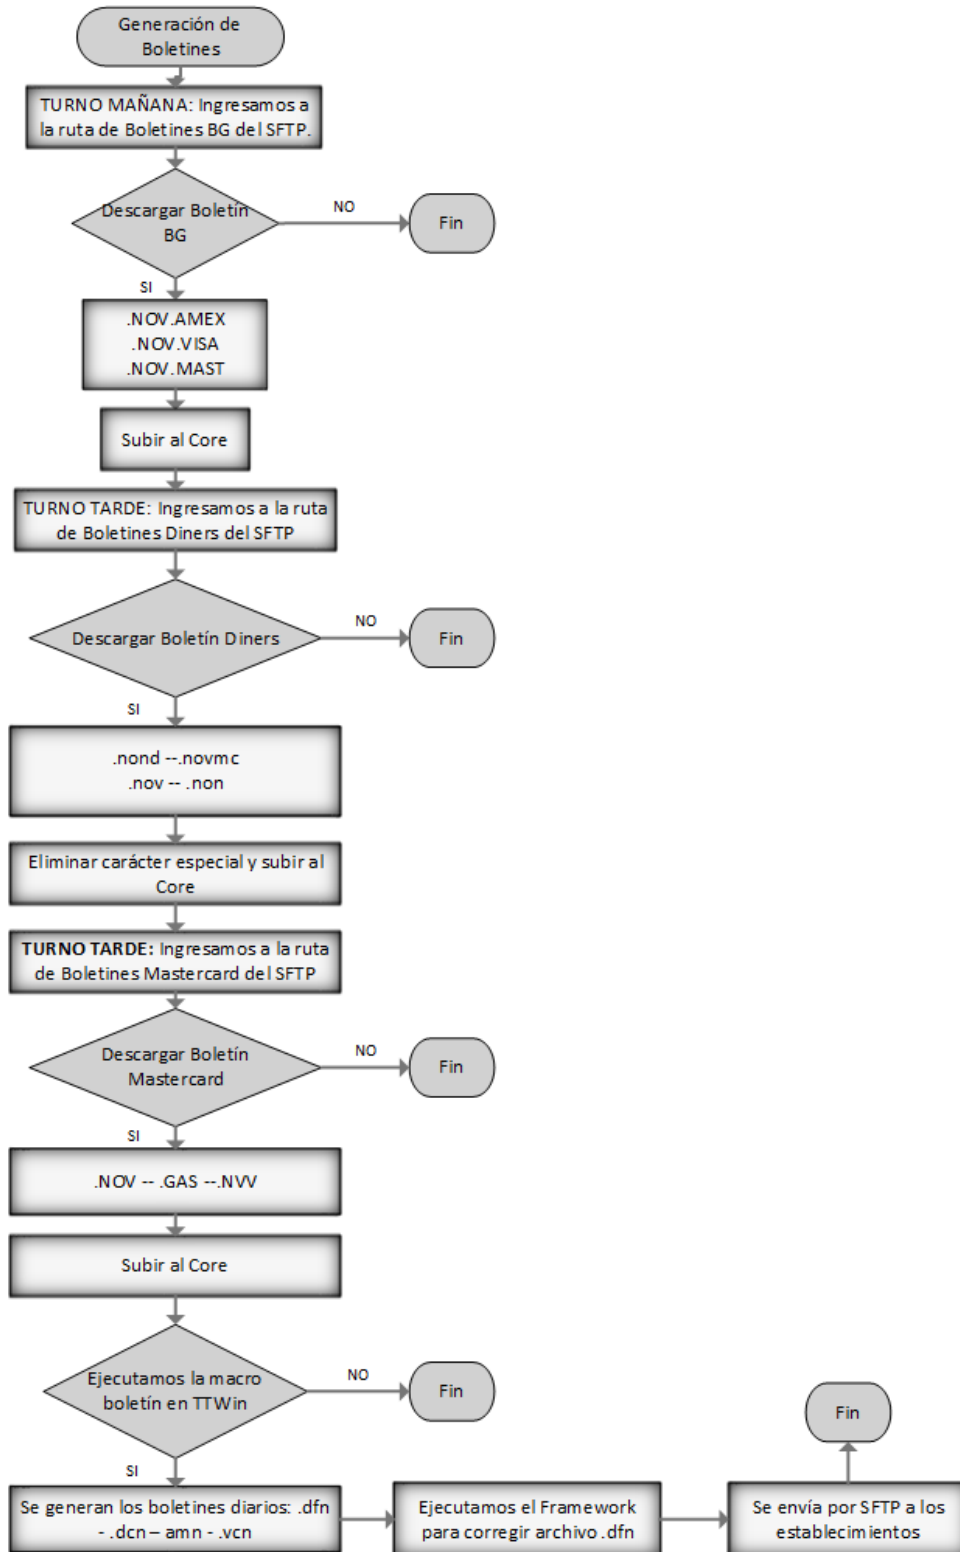 Generación de
Boletines
TURNO MAÑANA: Ingresamos a
la ruta de Boletines BG del SFTP.
Descargar Boletín
BG
NO
Fin
SI
.NOV.AMEX
.NOV.VISA
.NOV.MAST
Subir al Core
TURNO TARDE: Ingresamos a la ruta
de Boletines Diners del SFTP
Descargar Boletín Diners
NO
Fin
SI
.nond --.novmc
.nov -- .non
Eliminar carácter especial y subir al
Core
TURNO TARDE: Ingresamos a la ruta
de Boletines Mastercard del SFTP
Descargar Boletín
Mastercard
NO
Fin
SI
.NOV -- .GAS --.NVV
Subir al Core
Ejecutamos la macro
boletín en TTWin
NO
Fin
SI
Se generan los boletines diarios: .dfn
- .dcn – amn - .vcn
Ejecutamos el Framework
para corregir archivo .dfn
Se envía por SFTP a los
establecimientos
Fin